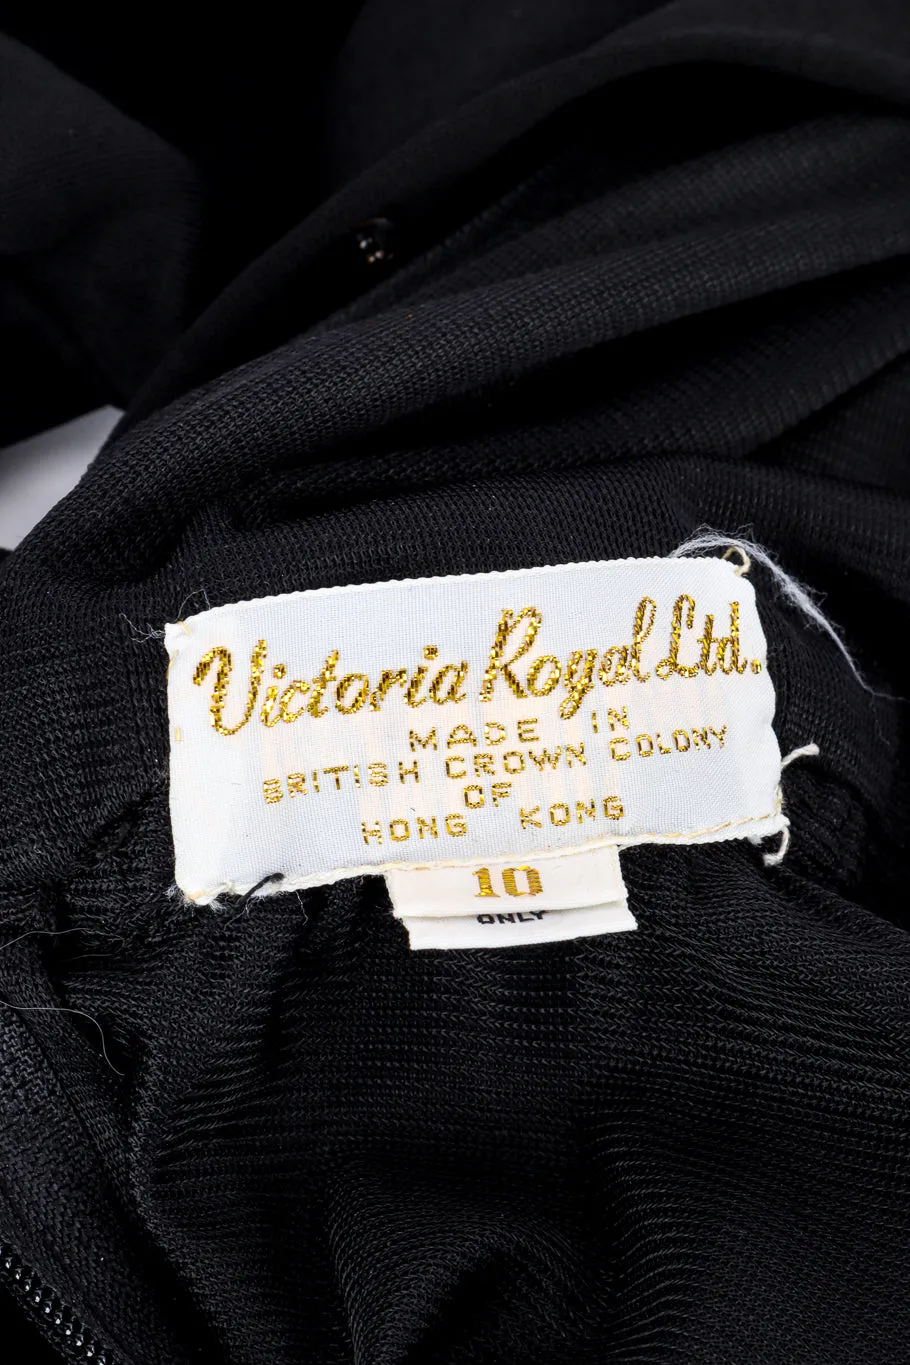 Victoria Royal Ltd.
MADE IN
BRITISH CROWN COLONY
OF
HONG KONG
10
ONLY